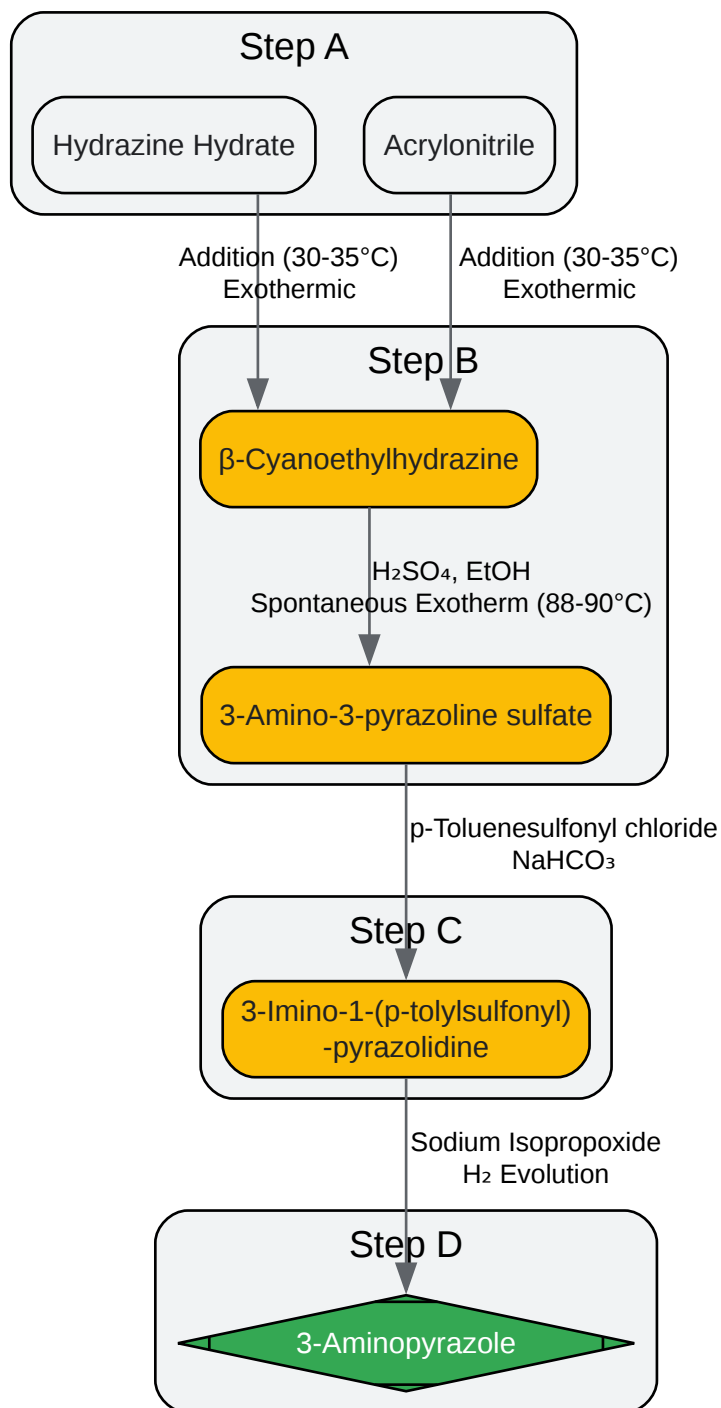 Step A
Hydrazine Hydrate
Acrylonitrile
Addition (30-35°C)
Exothermic
Addition (30-35°C)
Exothermic
Step B
β-Cyanoethylhydrazine
H₂SO₄, EtOH
Spontaneous Exotherm (88-90°C)
3-Amino-3-pyrazoline sulfate
p-Toluenesulfonyl chloride
NaHCO₃
Step C
3-Imino-1-(p-tolylsulfonyl)
-pyrazolidine
Sodium Isopropoxide
H₂ Evolution
Step D
3-Aminopyrazole